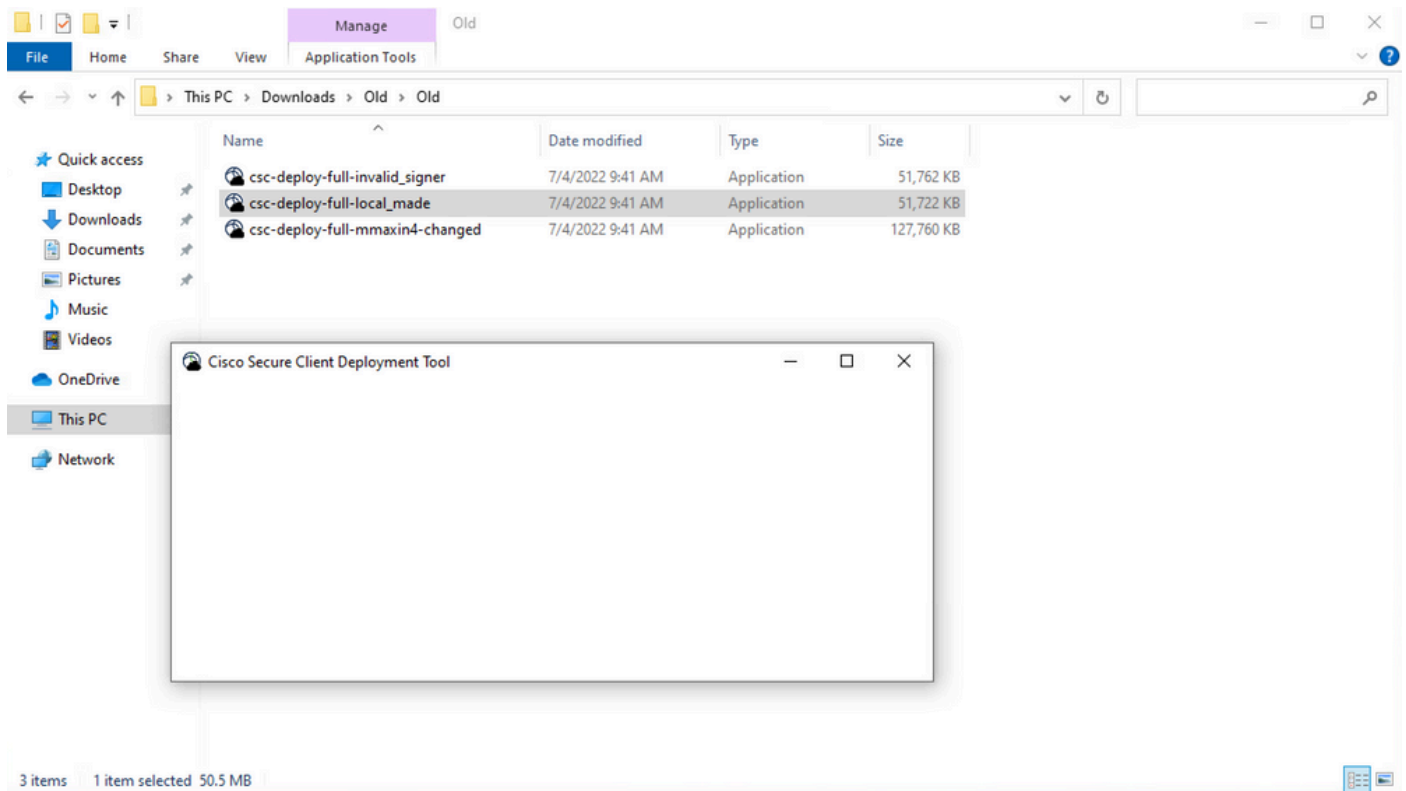 Manage Old
File Home Share View Application Tools
This PC > Downloads > Old > Old
Name Date modified Type Size
Quick access
Desktop
Downloads
Documents
Pictures
Music
Videos
OneDrive
This PC
Network
csc-deploy-full-invalid_signer 7/4/2022 9:41 AM Application 51,762 KB
csc-deploy-full-local_made 7/4/2022 9:41 AM Application 51,722 KB
csc-deploy-full-mmaxin4-changed 7/4/2022 9:41 AM Application 127,760 KB
Cisco Secure Client Deployment Tool
3 items 1 item selected 50.5 MB